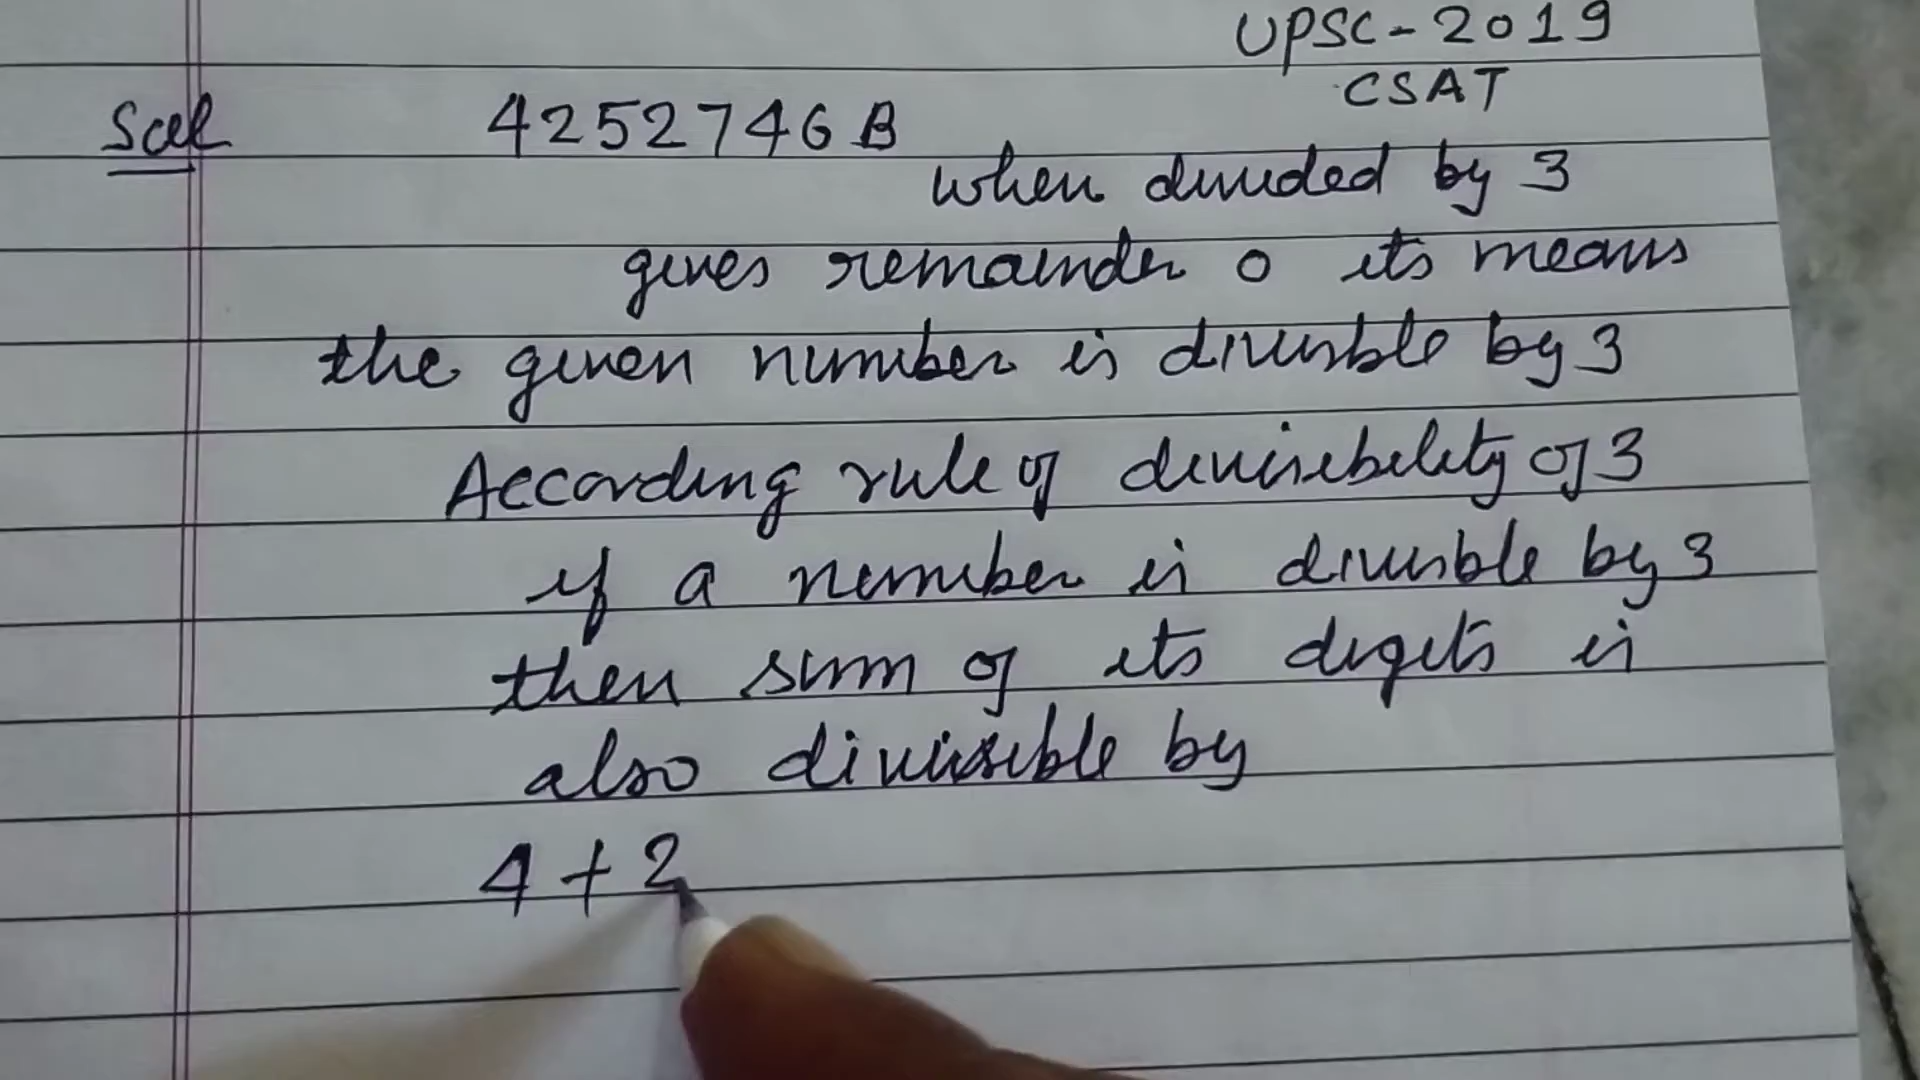 UPSC-2019
CSAT
Sol 4252746B
when divided by 3
gives remainder 0 its means
the given number is divisible by 3
According rule of divisibility of 3
if a number is divisible by 3
then sum of its digits is
also divisible by
4+2